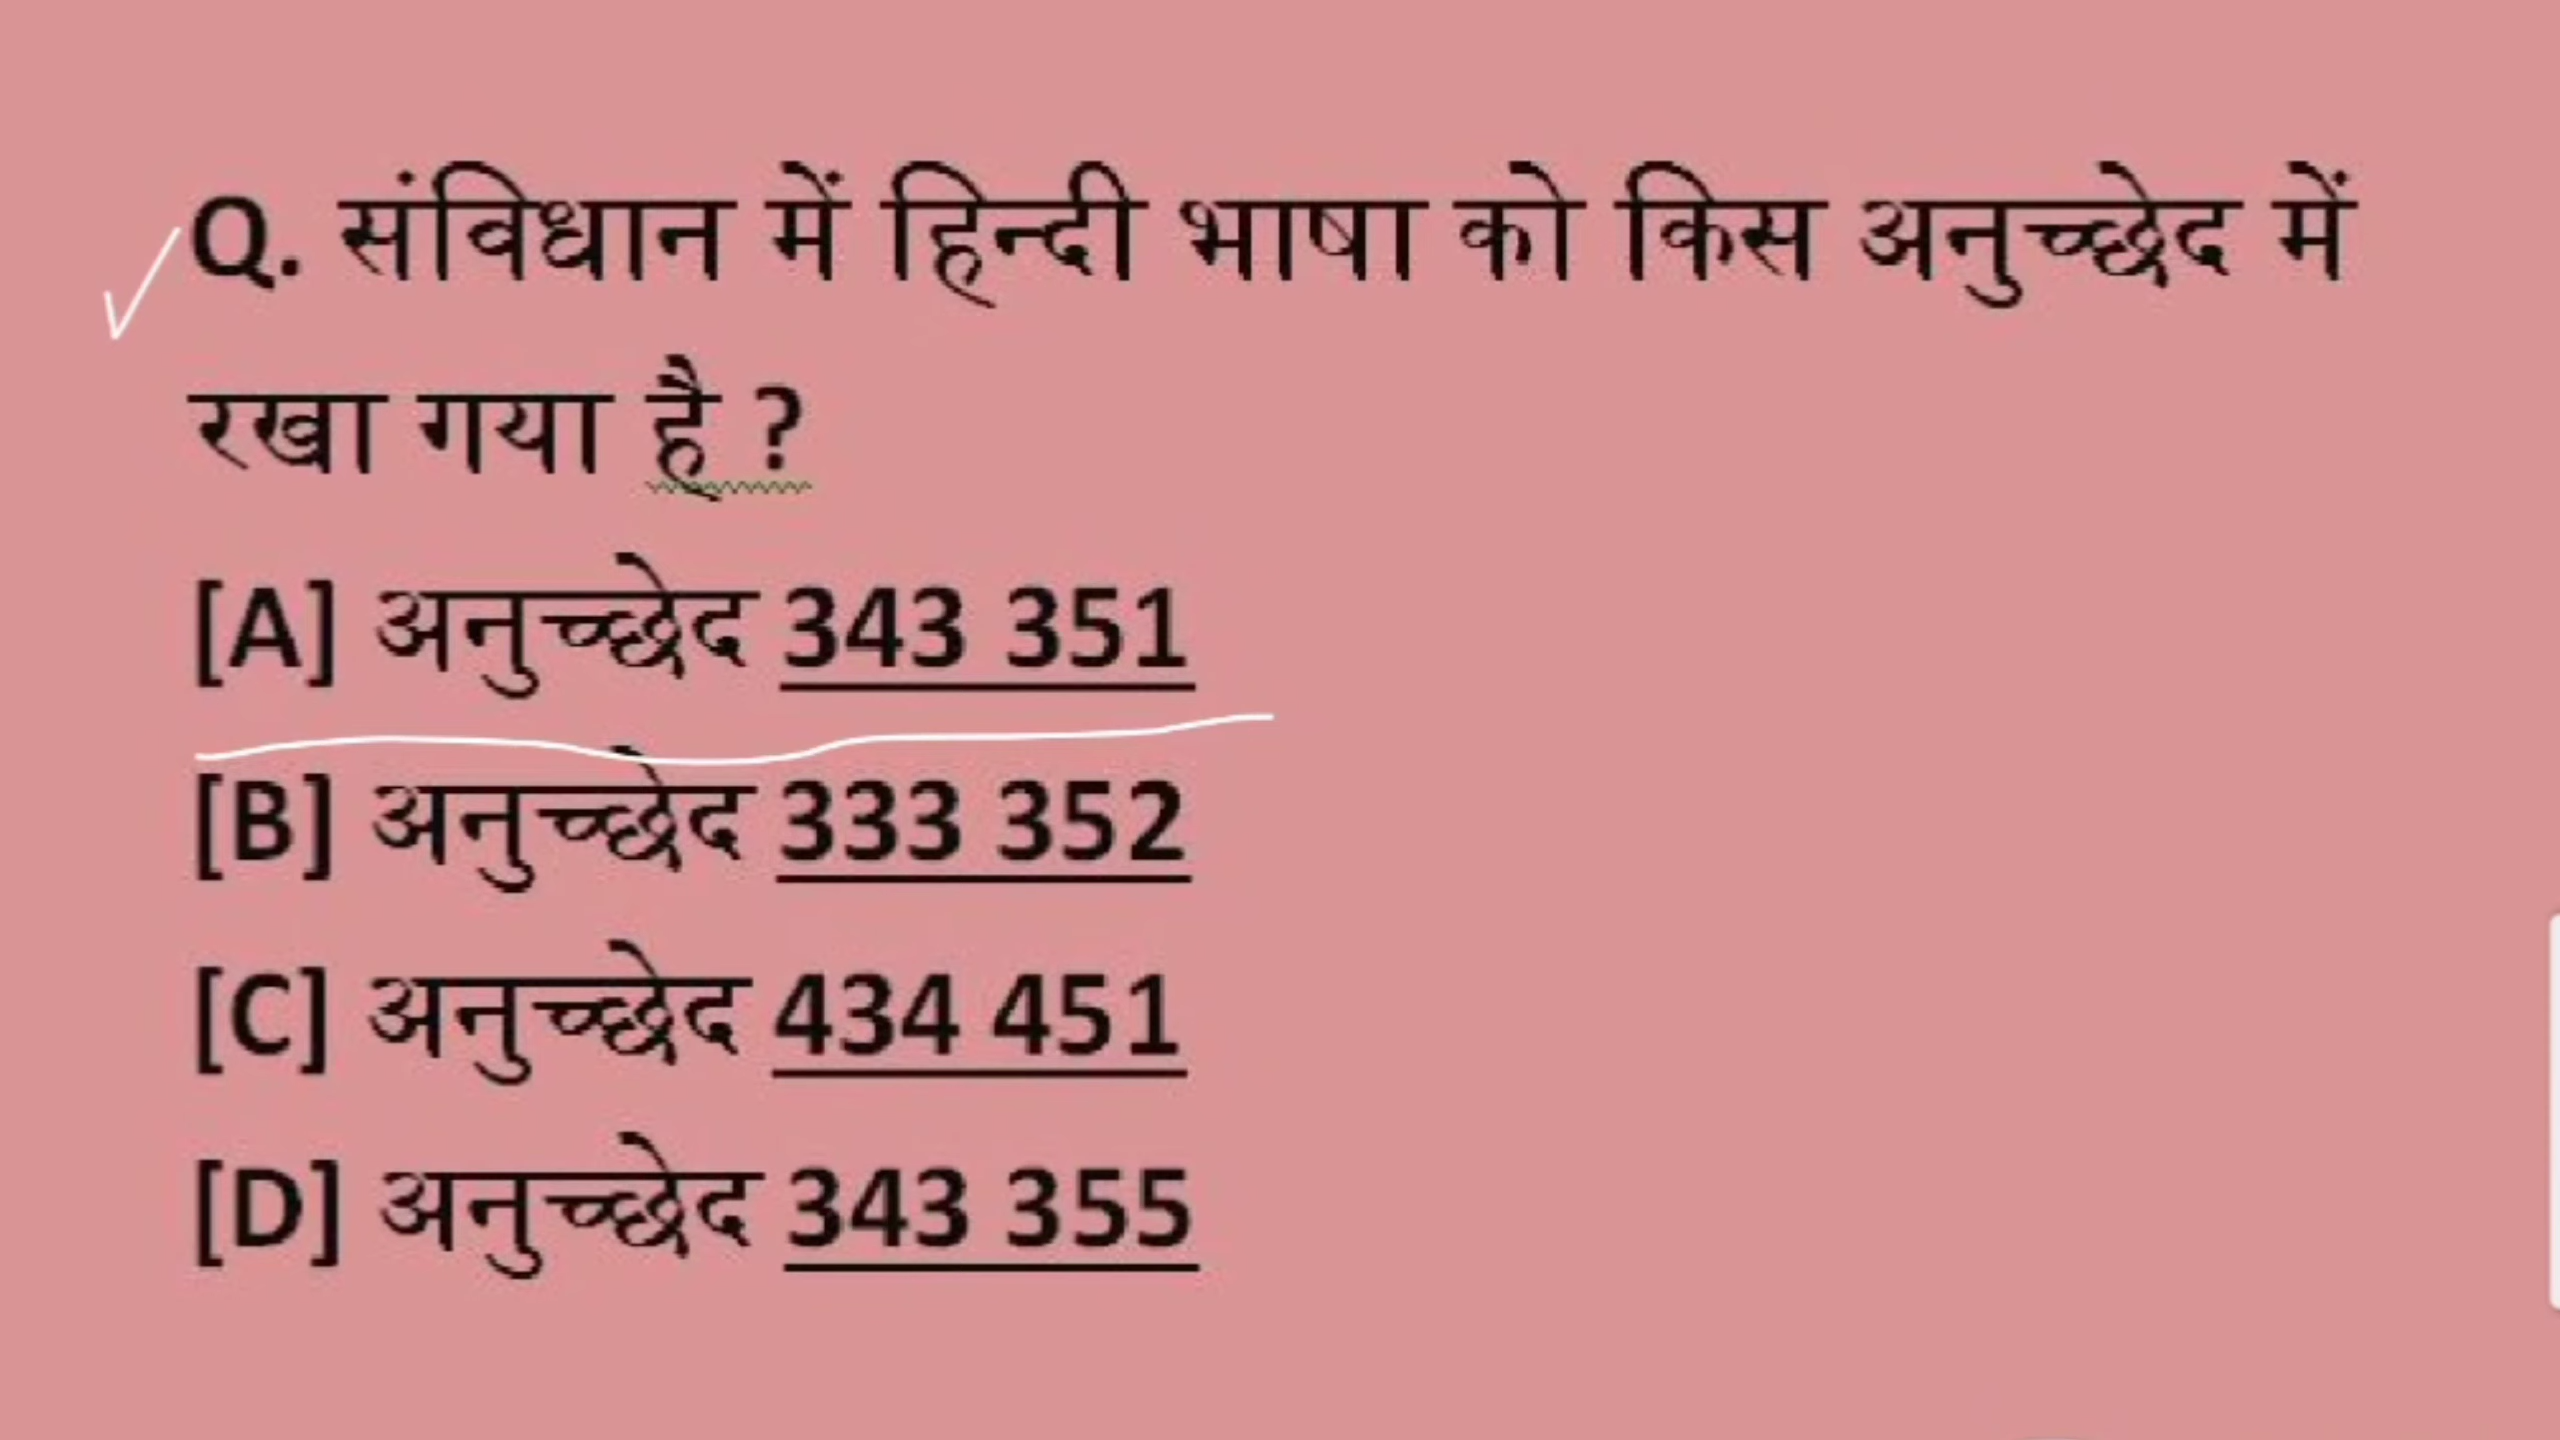 Q. संविधान में हिन्दी भाषा को किस अनुच्छेद में
रखा गया है ?
[A] अनुच्छेद 343 351
[B] अनुच्छेद 333 352
[C] अनुच्छेद 434 451
[D] अनुच्छेद 343 355